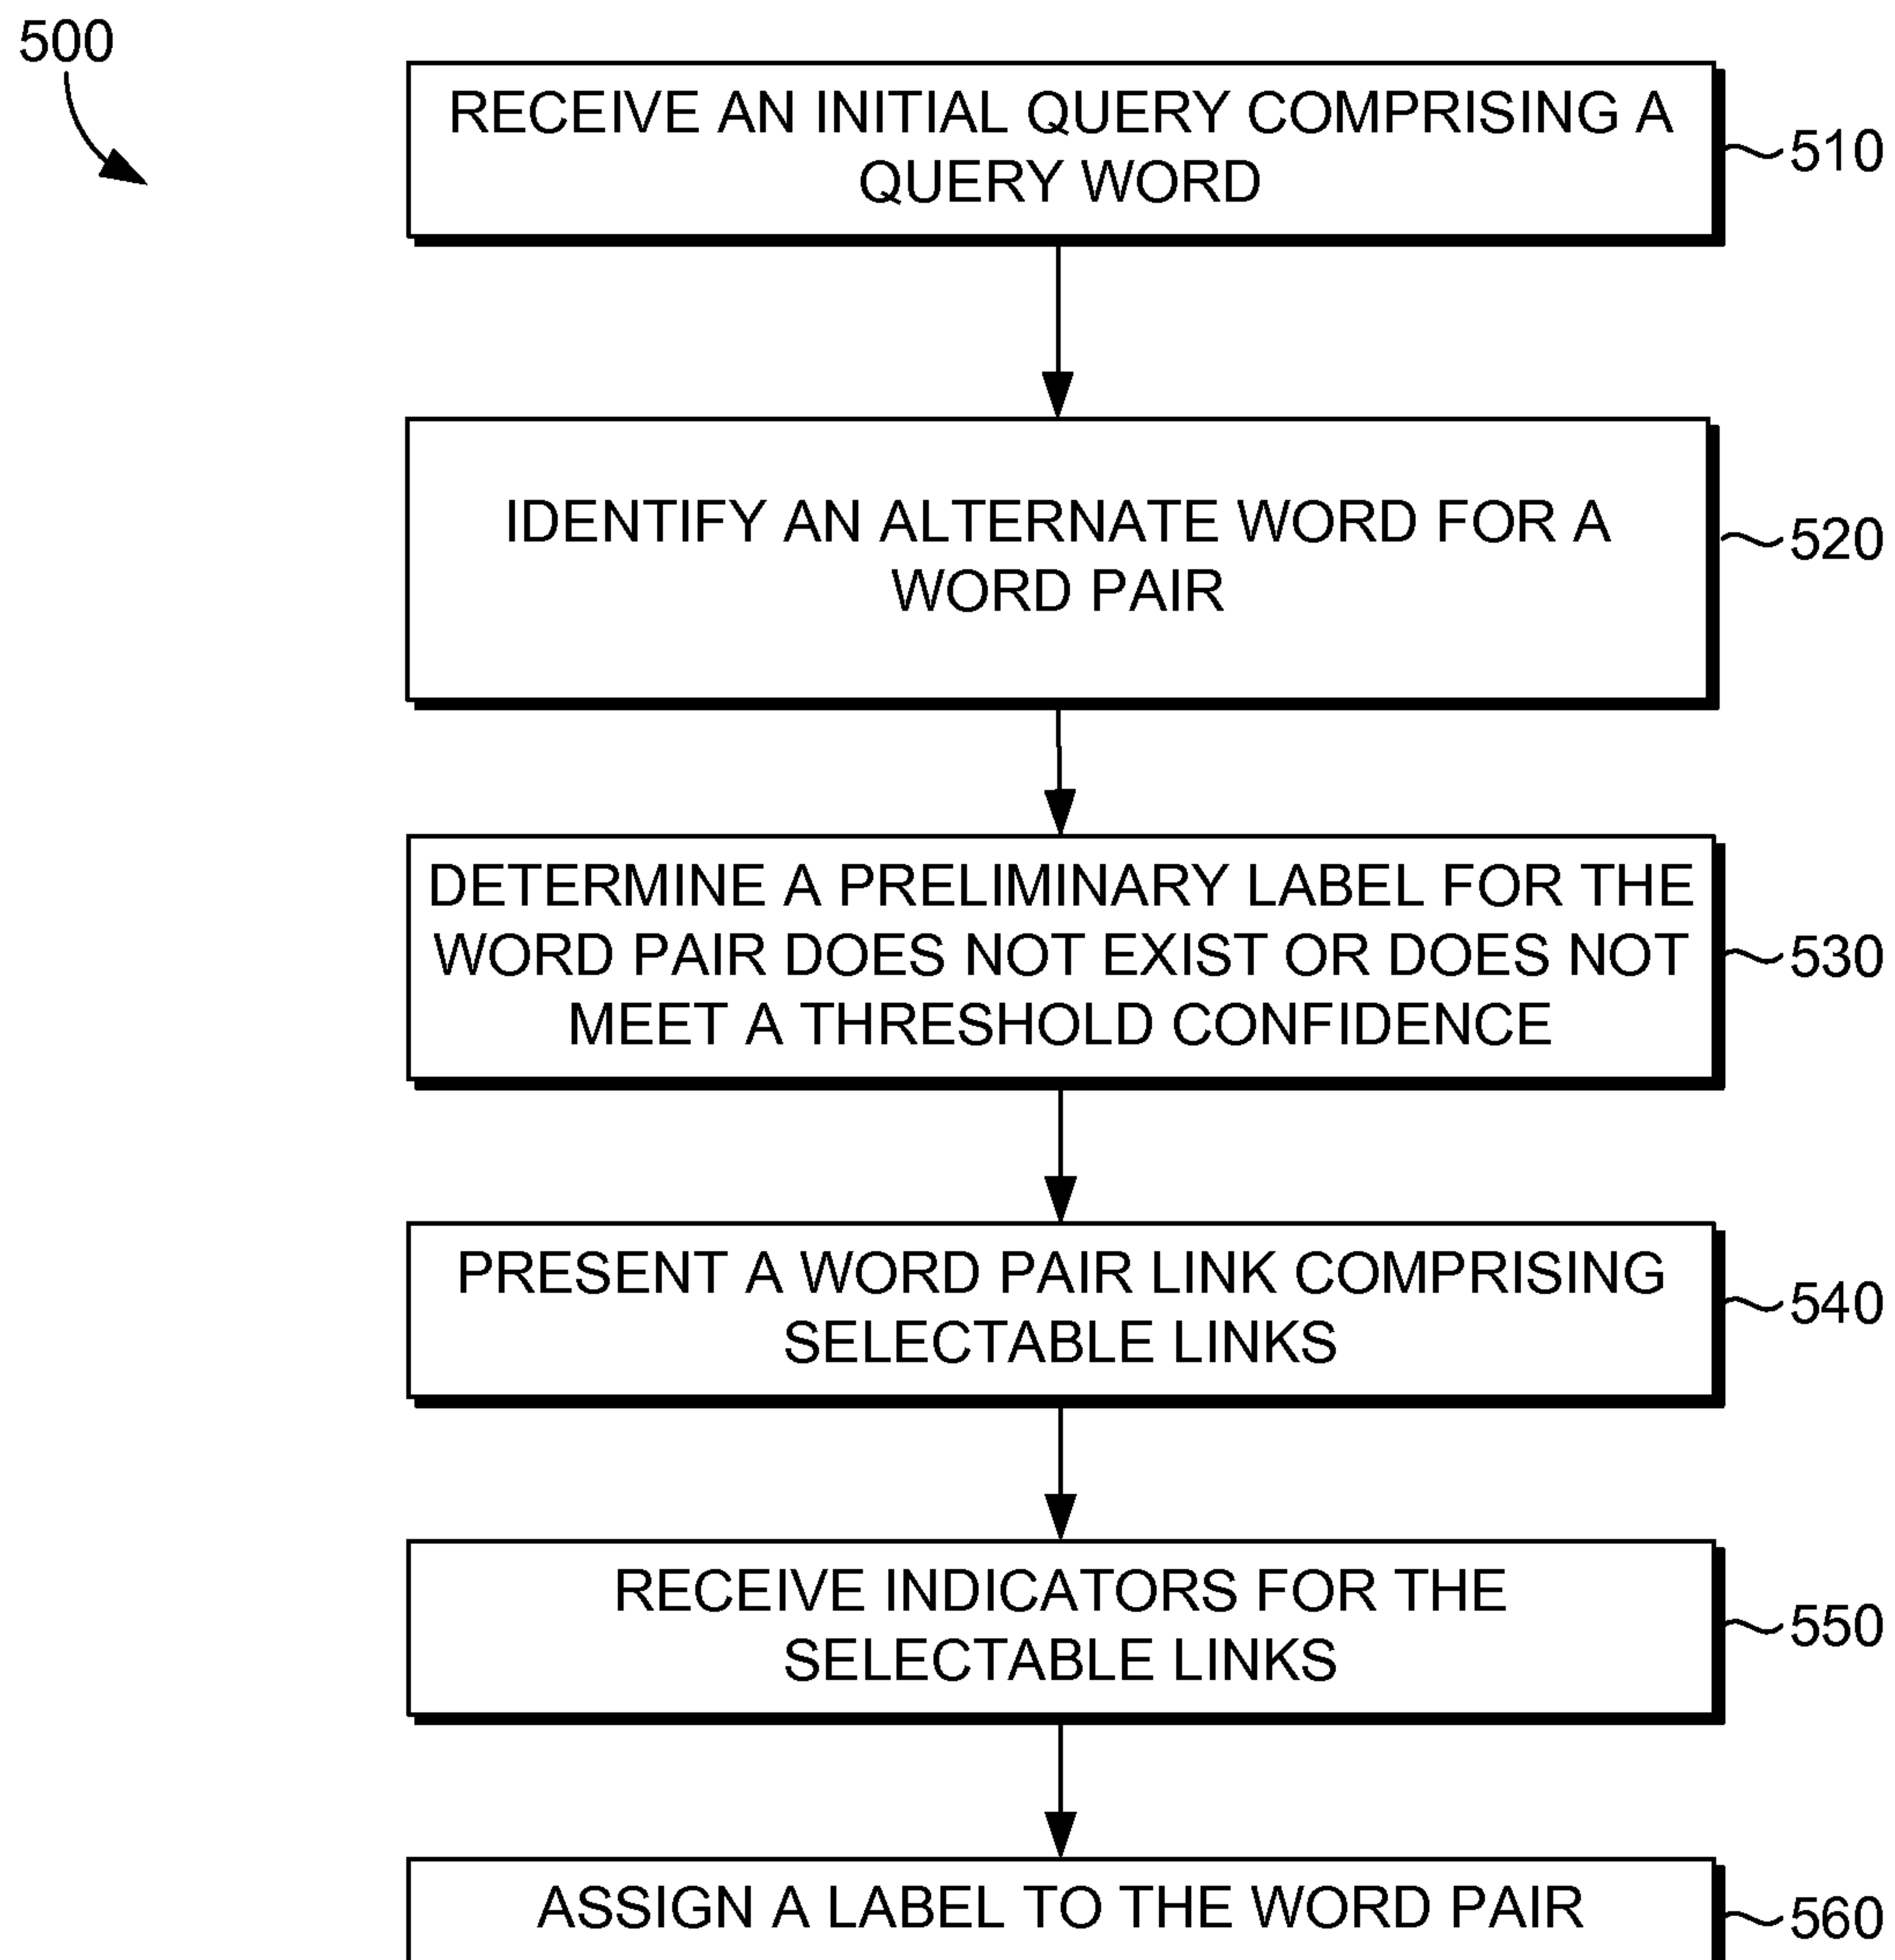 500
RECEIVE AN INITIAL QUERY COMPRISING A
QUERY WORD
510
IDENTIFY AN ALTERNATE WORD FOR A
WORD PAIR
520
DETERMINE A PRELIMINARY LABEL FOR THE
WORD PAIR DOES NOT EXIST OR DOES NOT
MEET A THRESHOLD CONFIDENCE
530
PRESENT A WORD PAIR LINK COMPRISING
SELECTABLE LINKS
540
RECEIVE INDICATORS FOR THE
SELECTABLE LINKS
550
ASSIGN A LABEL TO THE WORD PAIR
560